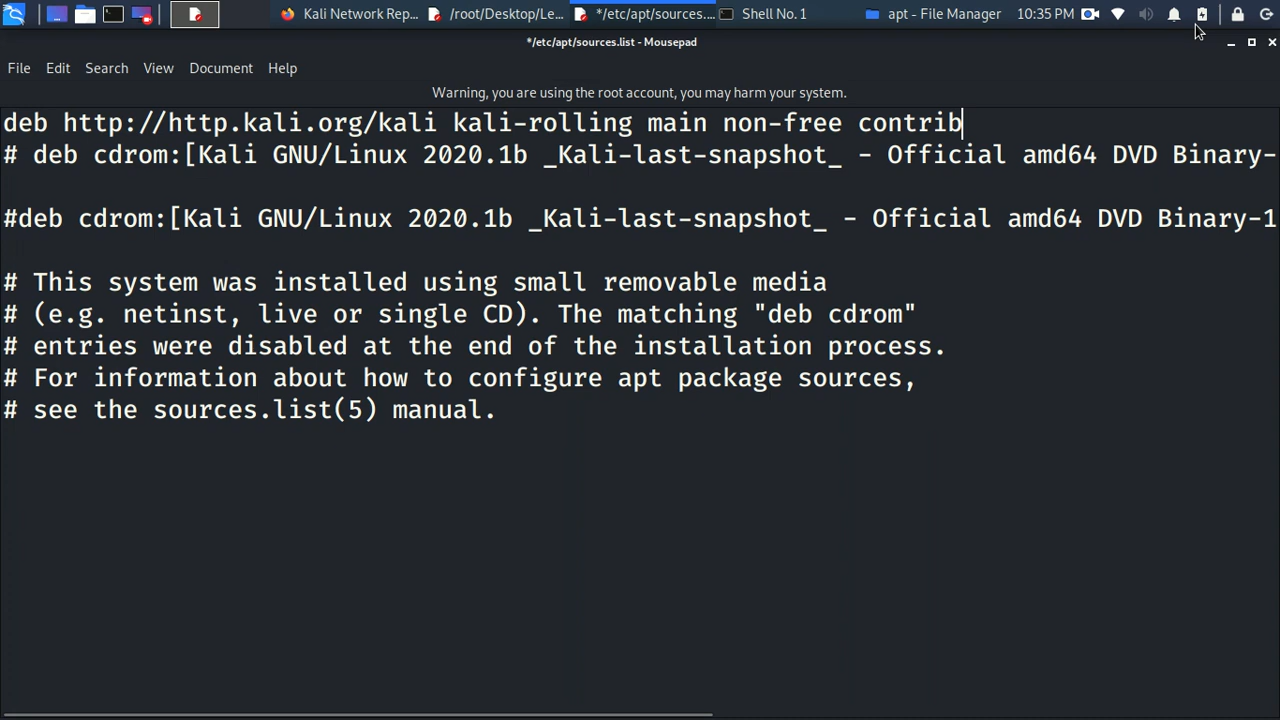 Kali Network Rep... /root/Desktop/Le... */etc/apt/sources.... Shell No. 1 apt - File Manager 10:35 PM
*/etc/apt/sources.list - Mousepad
File Edit Search View Document Help
Warning, you are using the root account, you may harm your system.
deb http://http.kali.org/kali kali-rolling main non-free contrib
# deb cdrom:[Kali GNU/Linux 2020.1b _Kali-last-snapshot_ - Official amd64 DVD Binary-
#deb cdrom:[Kali GNU/Linux 2020.1b _Kali-last-snapshot_ - Official amd64 DVD Binary-1
# This system was installed using small removable media
# (e.g. netinst, live or single CD). The matching "deb cdrom"
# entries were disabled at the end of the installation process.
# For information about how to configure apt package sources,
# see the sources.list(5) manual.